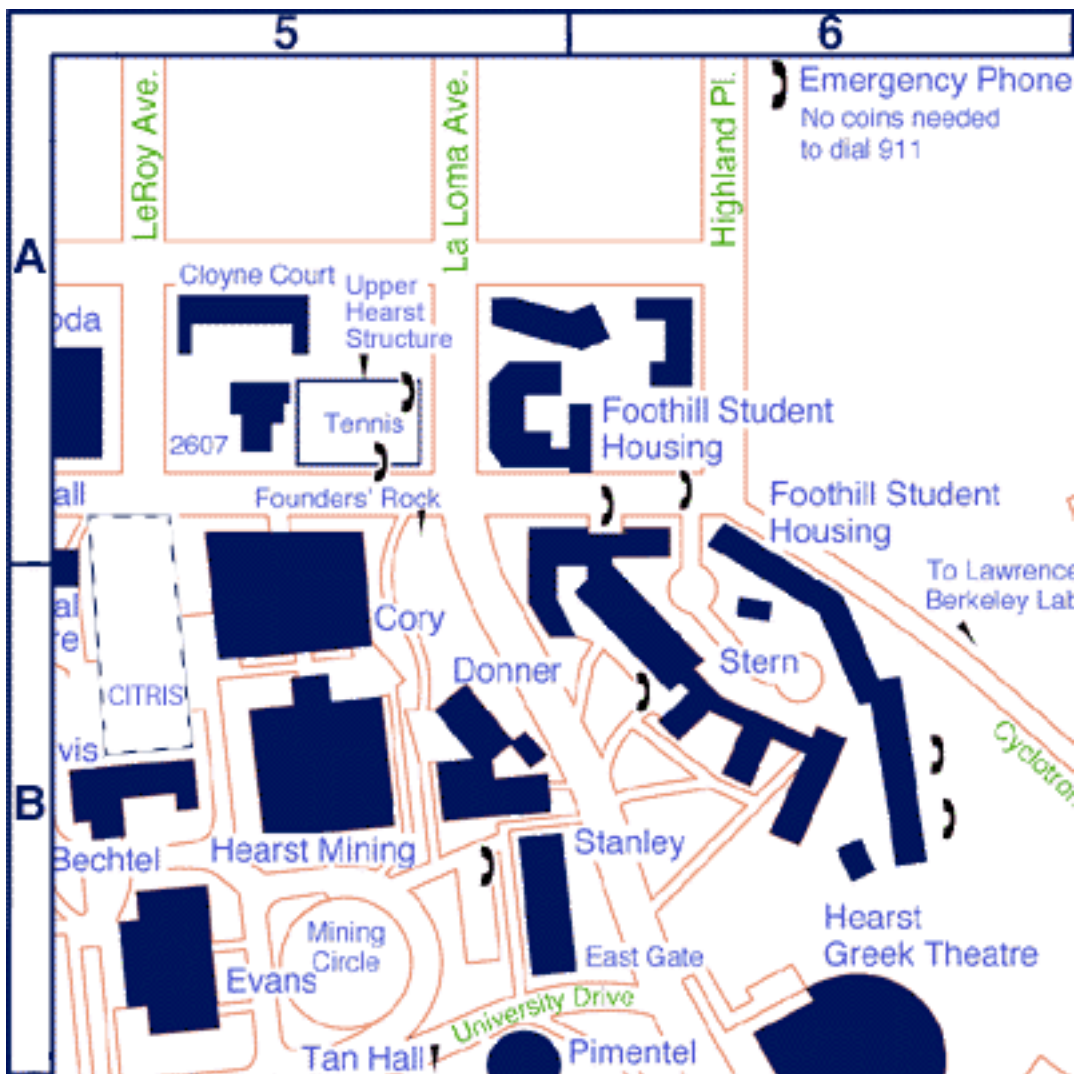 5
6
LeRoy Ave.
La Loma Ave.
Highland Pl.
Emergency Phone
No coins needed
to dial 911
A
Cloyne Court
Upper
Hearst
Structure
oda
Tennis
2607
Foothill Student
Housing
all
Founders' Rock
Foothill Student
Housing
To Lawrence
Berkeley Lab
al
re
Cory
Donner
Stern
CITRIS
vis
Cyclotron
B
Bechtel
Hearst Mining
Stanley
Mining
Circle
Evans
East Gate
Hearst
Greek Theatre
University Drive
Tan Hall
Pimentel